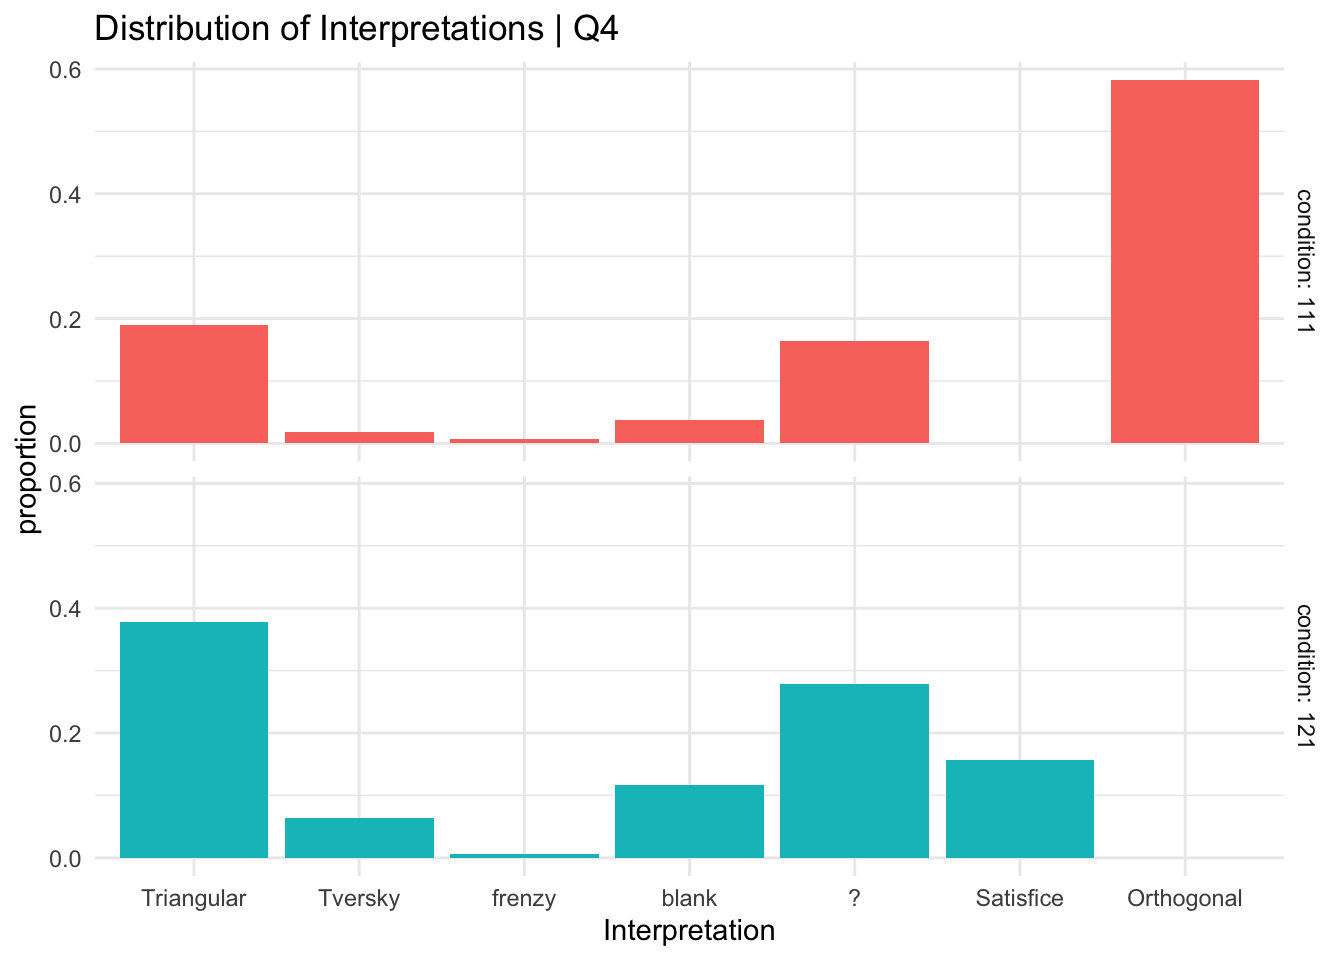 Distribution of Interpretations | Q4
0.6
0.4
0.2
0.0
condition: 111
0.6
0.4
0.2
0.0
condition: 121
proportion
Triangular Tversky frenzy blank ? Satisfice Orthogonal
Interpretation